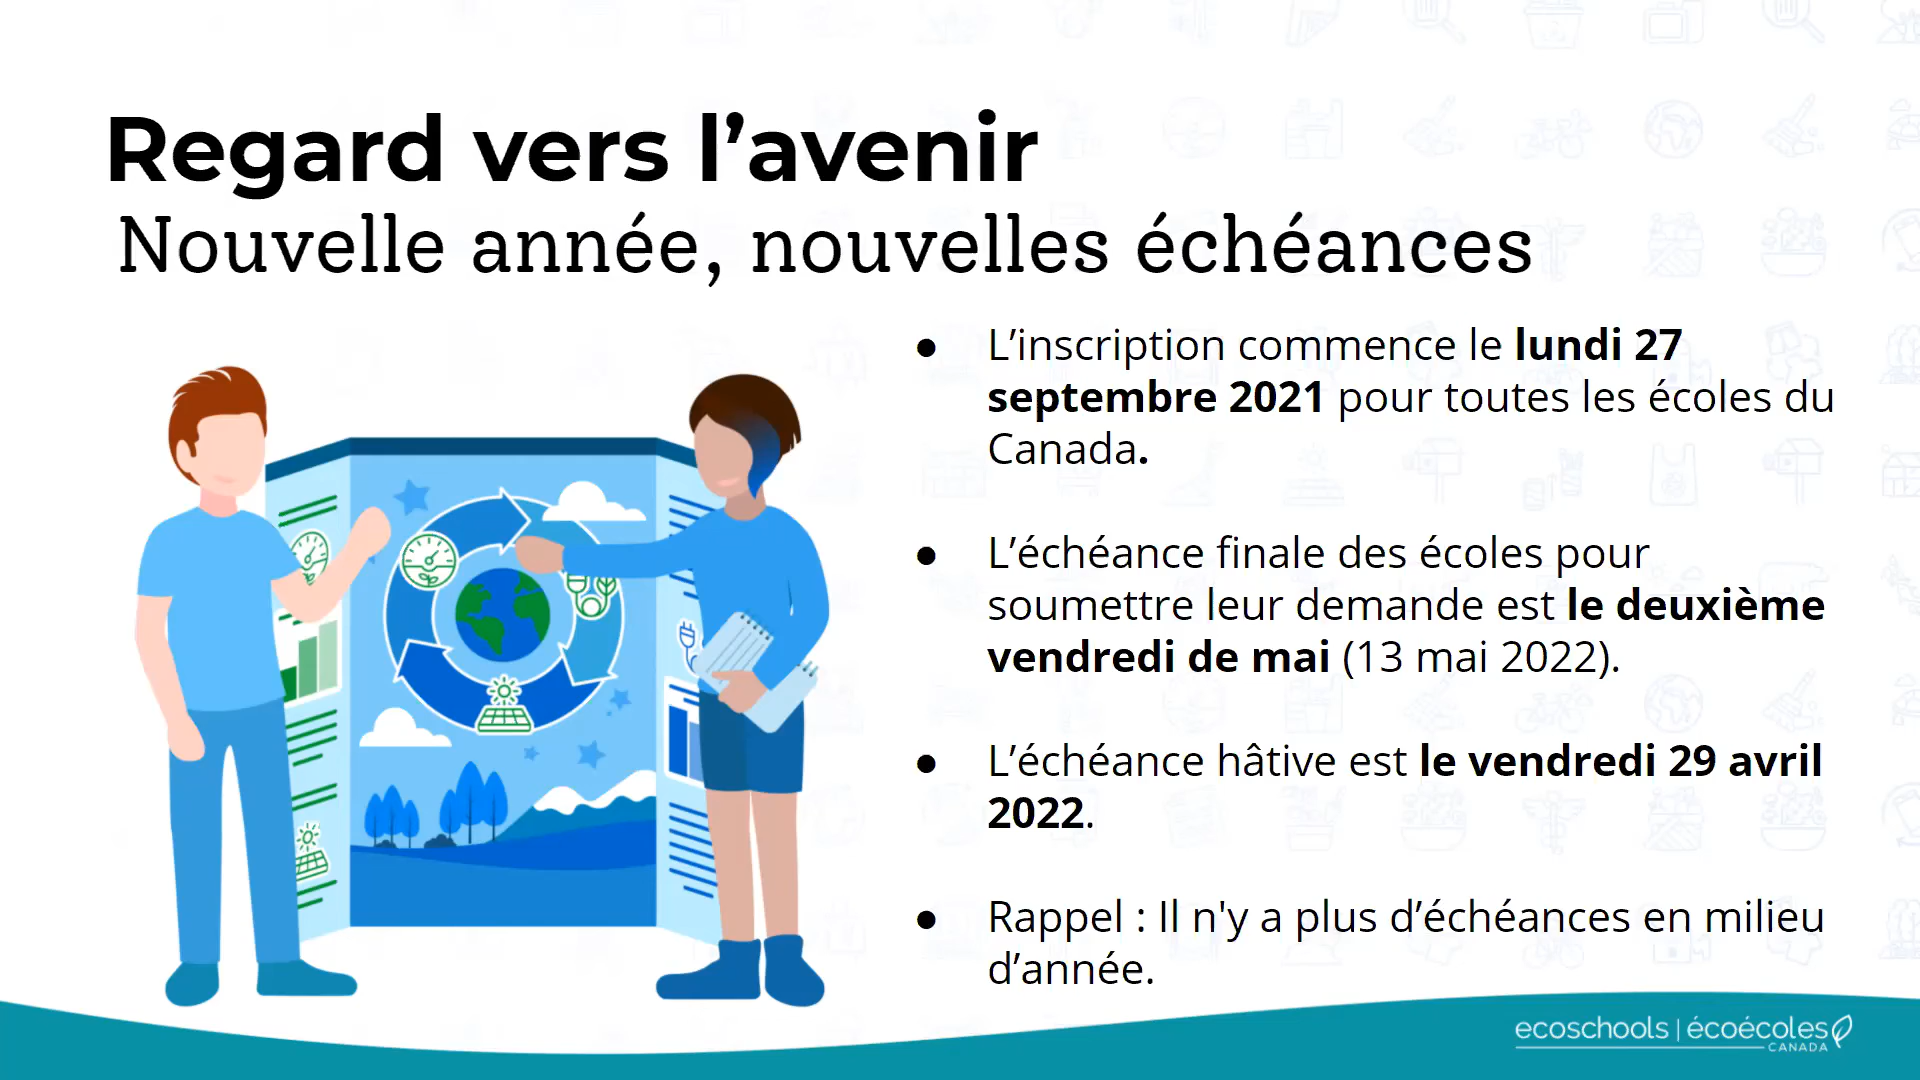 Regard vers l’avenir
Nouvelle année, nouvelles échéances
● L’inscription commence le lundi 27
septembre 2021 pour toutes les écoles du
Canada.
● L’échéance finale des écoles pour
soumettre leur demande est le deuxième
vendredi de mai (13 mai 2022).
● L’échéance hâtive est le vendredi 29 avril
2022.
● Rappel : Il n'y a plus d’échéances en milieu
d’année.
ecoschools | écoécoles
CANADA